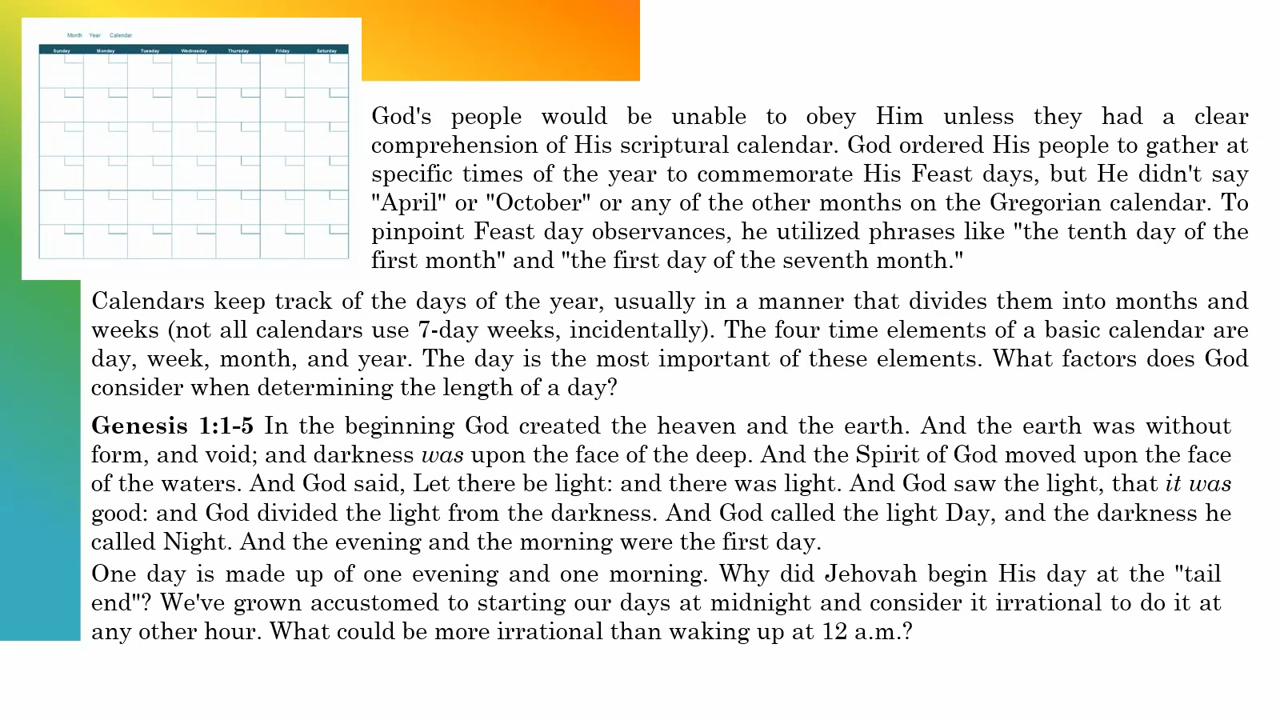 Month Year Calendar
Sunday Monday Tuesday Wednesday Thursday Friday Saturday
God's people would be unable to obey Him unless they had a clear
comprehension of His scriptural calendar. God ordered His people to gather at
specific times of the year to commemorate His Feast days, but He didn't say
"April" or "October" or any of the other months on the Gregorian calendar. To
pinpoint Feast day observances, he utilized phrases like "the tenth day of the
first month" and "the first day of the seventh month."
Calendars keep track of the days of the year, usually in a manner that divides them into months and
weeks (not all calendars use 7-day weeks, incidentally). The four time elements of a basic calendar are
day, week, month, and year. The day is the most important of these elements. What factors does God
consider when determining the length of a day?
Genesis 1:1-5 In the beginning God created the heaven and the earth. And the earth was without
form, and void; and darkness was upon the face of the deep. And the Spirit of God moved upon the face
of the waters. And God said, Let there be light: and there was light. And God saw the light, that it was
good: and God divided the light from the darkness. And God called the light Day, and the darkness he
called Night. And the evening and the morning were the first day.
One day is made up of one evening and one morning. Why did Jehovah begin His day at the "tail
end"? We've grown accustomed to starting our days at midnight and consider it irrational to do it at
any other hour. What could be more irrational than waking up at 12 a.m.?